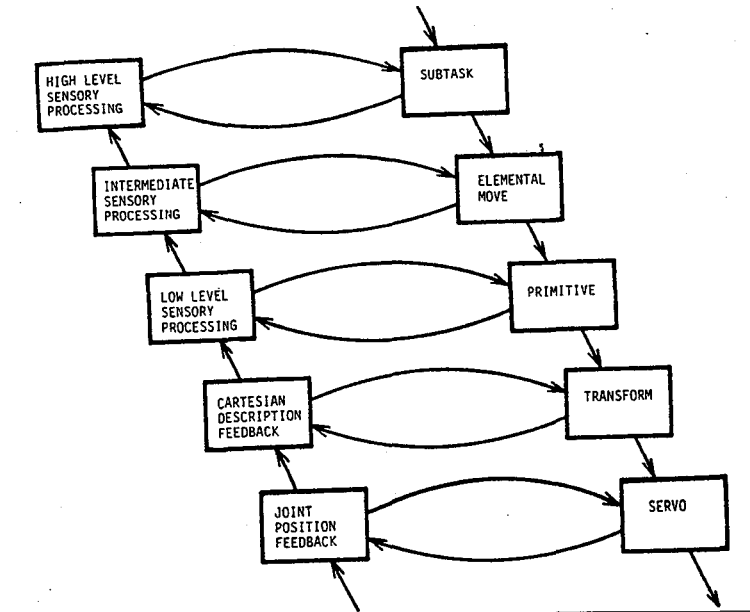 HIGH LEVEL
SENSORY
PROCESSING
SUBTASK
INTERMEDIATE
SENSORY
PROCESSING
ELEMENTAL
MOVE
LOW LEVEL
SENSORY
PROCESSING
PRIMITIVE
CARTESIAN
DESCRIPTION
FEEDBACK
TRANSFORM
JOINT
POSITION
FEEDBACK
SERVO